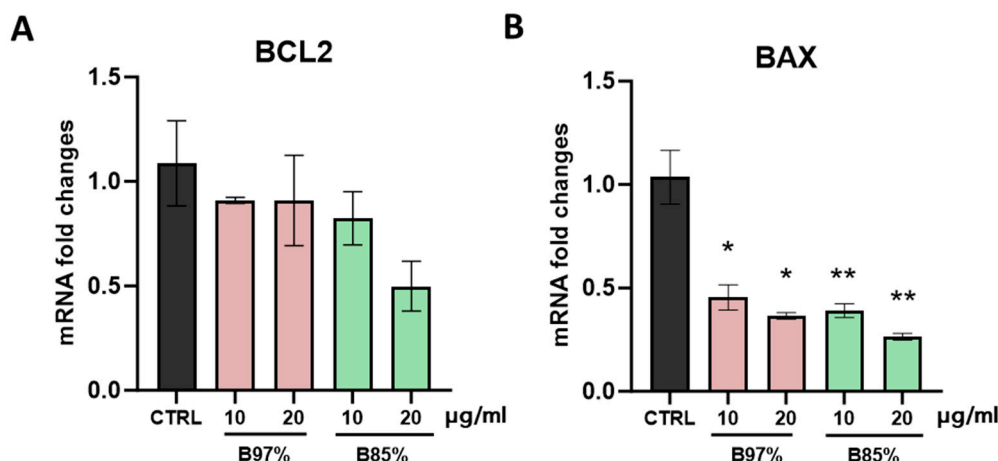 A
BCL2
mRNA fold changes
1.5
1.0
0.5
0.0
CTRL 10 20 10 20 µg/ml
B97% B85%
B
BAX
mRNA fold changes
1.5
1.0
0.5
0.0
* * ** **
CTRL 10 20 10 20 µg/ml
B97% B85%